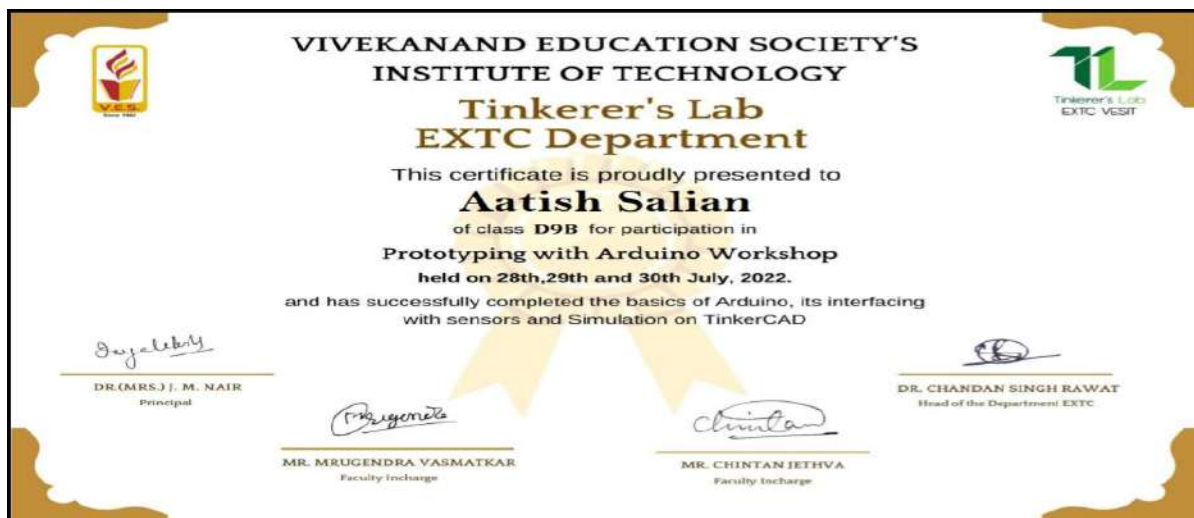 V.E.S.
Since 1962
VIVEKANAND EDUCATION SOCIETY'S
INSTITUTE OF TECHNOLOGY
Tinkerer's Lab
EXTC VESIT
Tinkerer's Lab
EXTC Department
This certificate is proudly presented to
Aatish Salian
of class D9B for participation in
Prototyping with Arduino Workshop
held on 28th,29th and 30th July, 2022.
and has successfully completed the basics of Arduino, its interfacing
with sensors and Simulation on TinkerCAD
DR.(MRS.) J. M. NAIR
Principal
DR. CHANDAN SINGH RAWAT
Head of the Department EXTC
Chintan
MR. MRUGENDRA VASMATKAR
Faculty Incharge
MR. CHINTAN JETHVA
Faculty Incharge